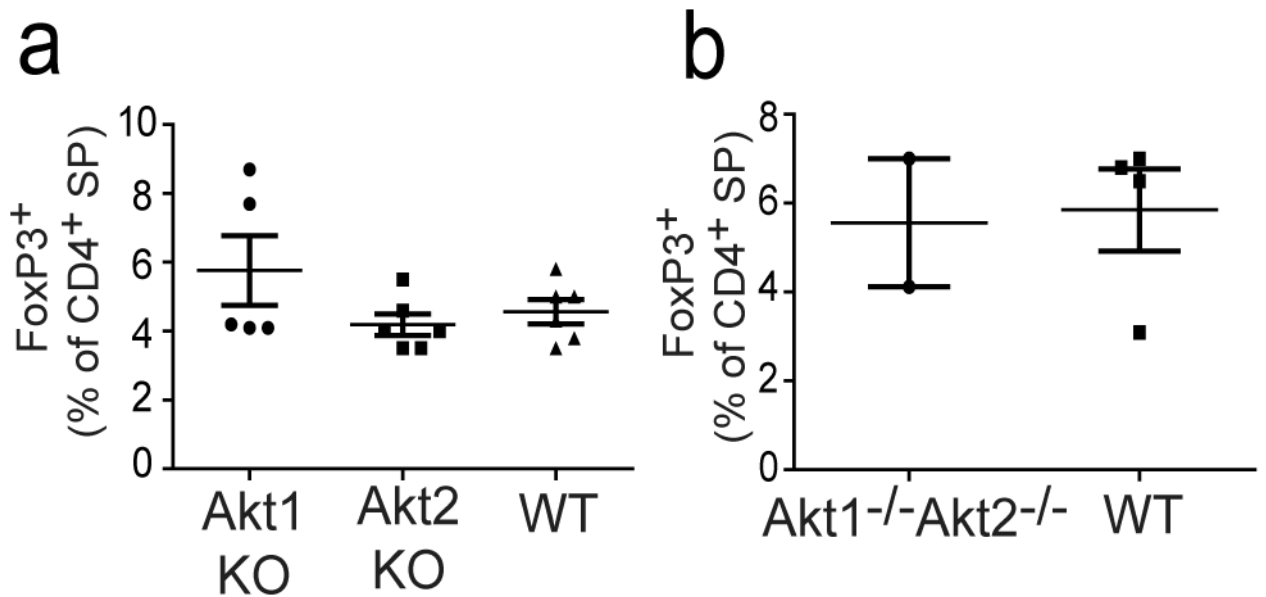 a
FoxP3+
(% of CD4+ SP)
10
8
6
4
2
0
Akt1
KO
Akt2
KO
WT
b
FoxP3+
(% of CD4+ SP)
8
6
4
2
0
Akt1-/-Akt2-/-
WT